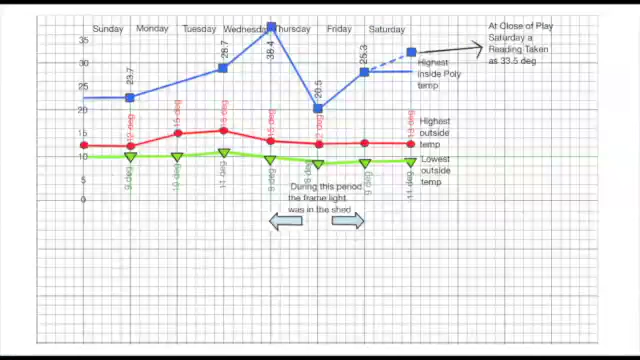 Sunday Monday Tuesday Wednesday Thursday Friday Saturday
At Close of Play
Saturday a
Reading Taken
as 33.5 deg
35
30
25
20
15
10
5
0
23.7
28.7
38.4
20.5
25.3
Highest
inside Poly
temp
12 deg
15 deg
15 deg
15 deg
12 deg
13 deg
Highest
outside
temp
9 deg
10 deg
11 deg
9 deg
8 deg
9 deg
11 deg
Lowest
outside
temp
During this period
the frame light
was in the shed